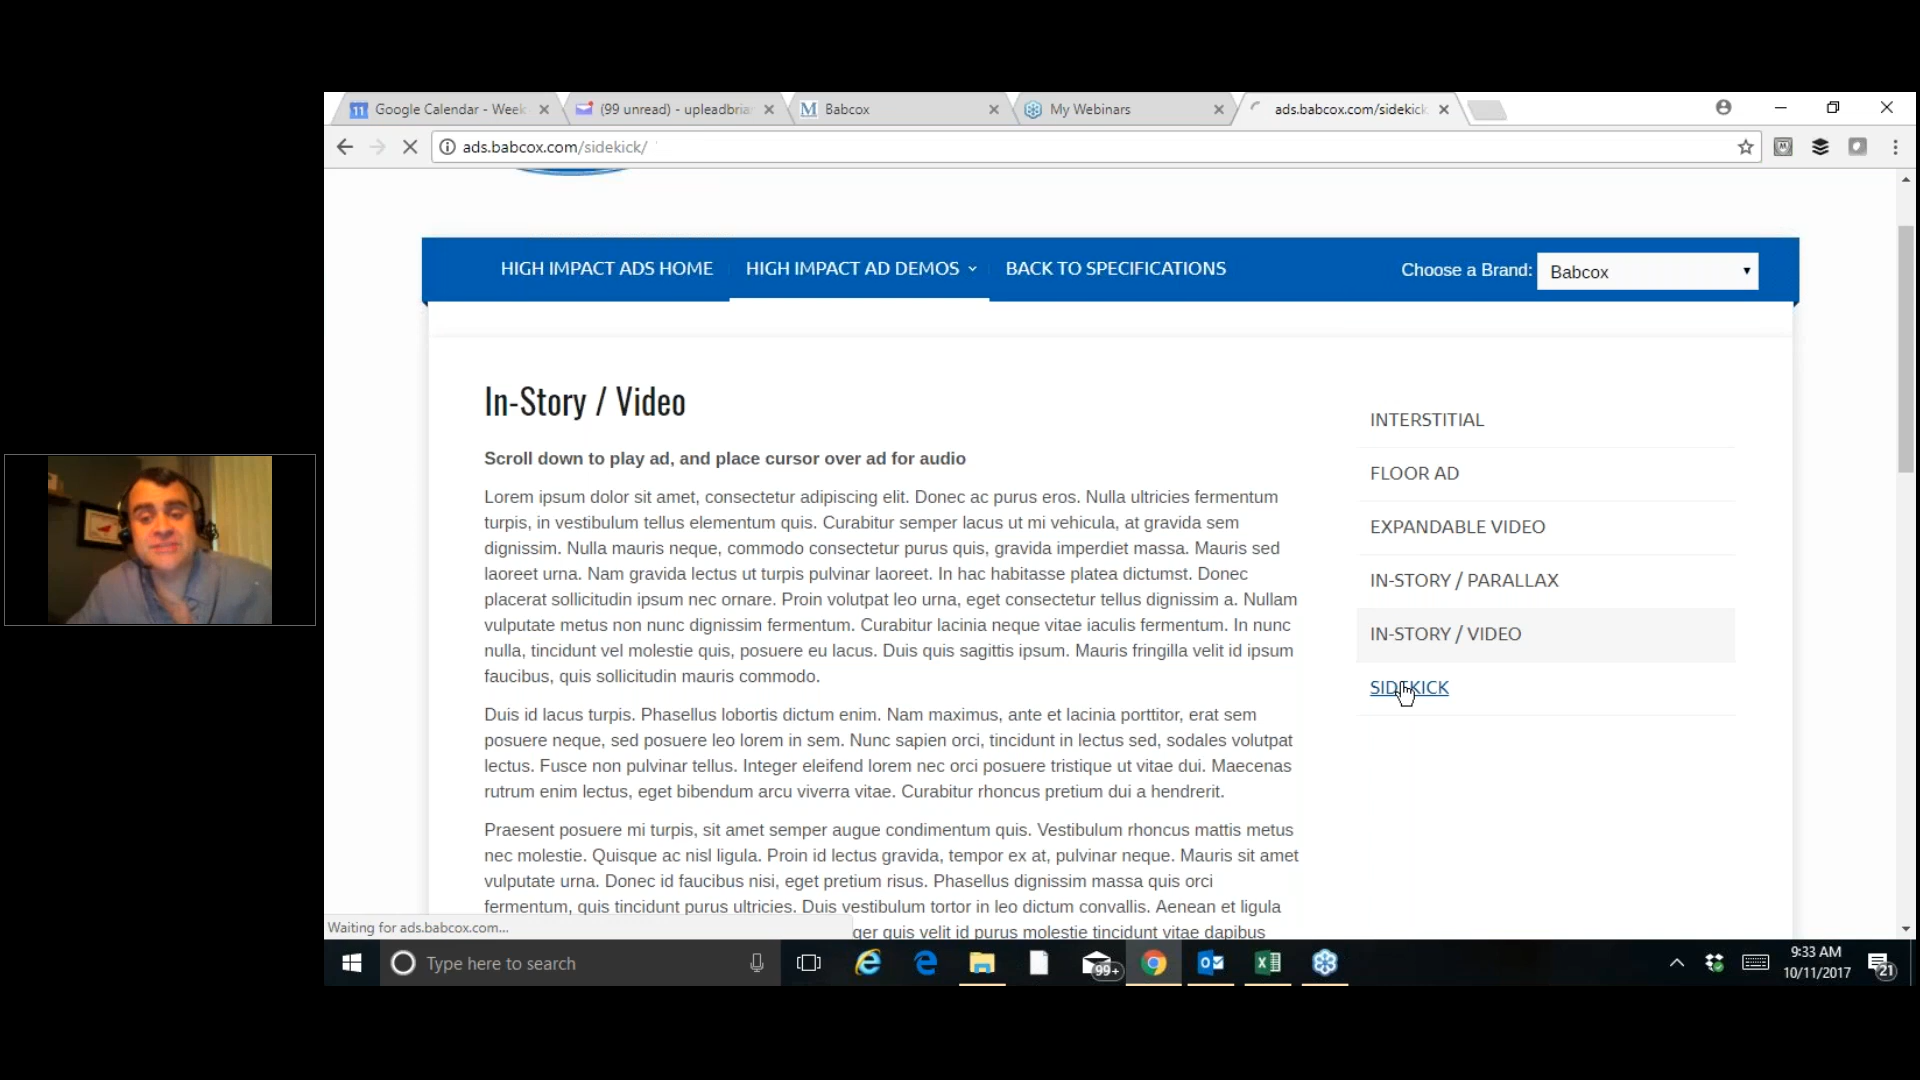 Google Calendar - Week
(99 unread) - upleadbria
Babcox
My Webinars
ads.babcox.com/sidekick
ads.babcox.com/sidekick/
HIGH IMPACT ADS HOME
HIGH IMPACT AD DEMOS
BACK TO SPECIFICATIONS
Choose a Brand:
Babcox
In-Story / Video
Scroll down to play ad, and place cursor over ad for audio
Lorem ipsum dolor sit amet, consectetur adipiscing elit. Donec ac purus eros. Nulla ultricies fermentum
turpis, in vestibulum tellus elementum quis. Curabitur semper lacus ut mi vehicula, at gravida sem
dignissim. Nulla mauris neque, commodo consectetur purus quis, gravida imperdiet massa. Mauris sed
laoreet urna. Nam gravida lectus ut turpis pulvinar laoreet. In hac habitasse platea dictumst. Donec
placerat sollicitudin ipsum nec ornare. Proin volutpat leo urna, eget consectetur tellus dignissim a. Nullam
vulputate metus non nunc dignissim fermentum. Curabitur lacinia neque vitae iaculis fermentum. In nunc
nulla, tincidunt vel molestie quis, posuere eu lacus. Duis quis sagittis ipsum. Mauris fringilla velit id ipsum
faucibus, quis sollicitudin mauris commodo.
Duis id lacus turpis. Phasellus lobortis dictum enim. Nam maximus, ante et lacinia porttitor, erat sem
posuere neque, sed posuere leo lorem in sem. Nunc sapien orci, tincidunt in lectus sed, sodales volutpat
lectus. Fusce non pulvinar tellus. Integer eleifend lorem nec orci posuere tristique ut vitae dui. Maecenas
rutrum enim lectus, eget bibendum arcu viverra vitae. Curabitur rhoncus pretium dui a hendrerit.
Praesent posuere mi turpis, sit amet semper augue condimentum quis. Vestibulum rhoncus mattis metus
nec molestie. Quisque ac nisl ligula. Proin id lectus gravida, tempor ex at, pulvinar neque. Mauris sit amet
vulputate urna. Donec id faucibus nisi, eget pretium risus. Phasellus dignissim massa quis orci
fermentum, quis tincidunt purus ultricies. Duis vestibulum tortor in leo dictum convallis. Aenean et ligula
ger quis velit id purus molestie tincidunt vitae dapibus
INTERSTITIAL
FLOOR AD
EXPANDABLE VIDEO
IN-STORY / PARALLAX
IN-STORY / VIDEO
SIDEKICK
Waiting for ads.babcox.com...
Type here to search
99+
9:33 AM
10/11/2017
21